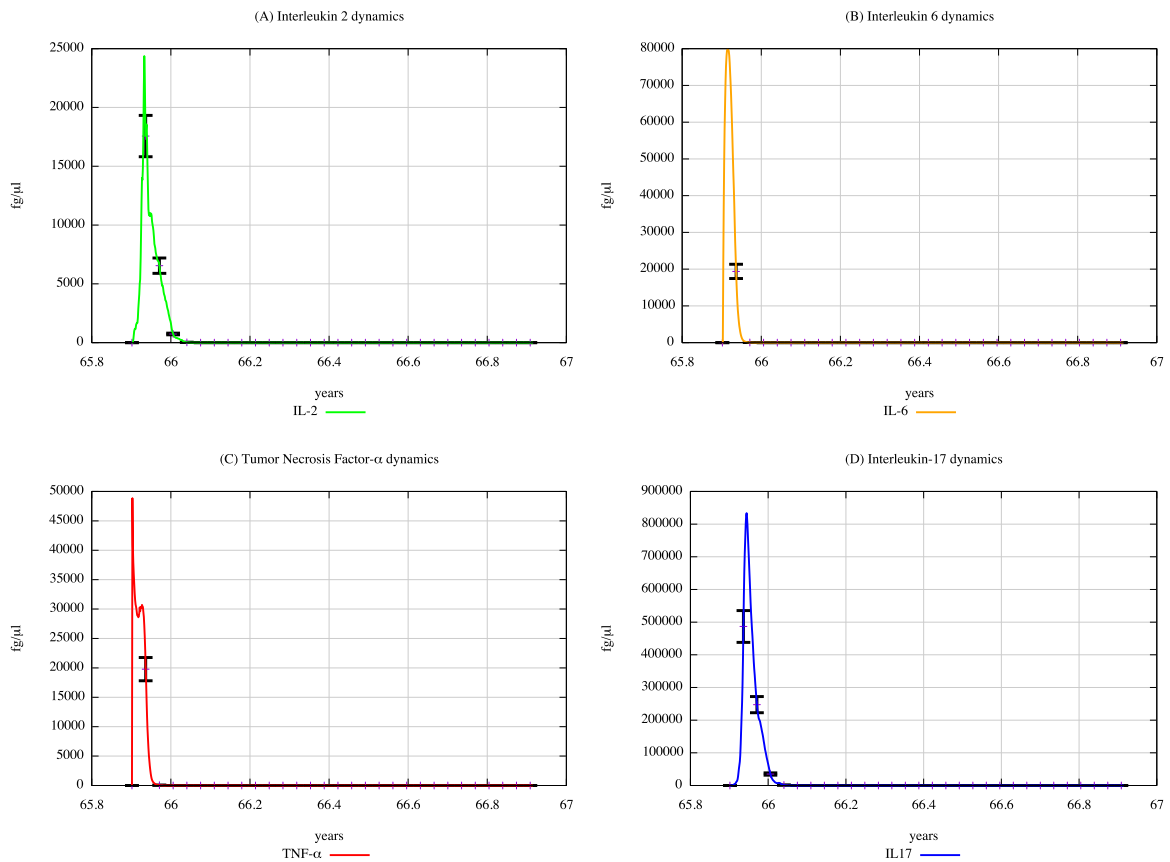 (A) Interleukin 2 dynamics
25000
20000
15000
10000
5000
0
65.8 66 66.2 66.4 66.6 66.8 67
fg/μl
years
IL-2
(B) Interleukin 6 dynamics
80000
70000
60000
50000
40000
30000
20000
10000
0
65.8 66 66.2 66.4 66.6 66.8 67
fg/μl
years
IL-6
(C) Tumor Necrosis Factor-α dynamics
50000
45000
40000
35000
30000
25000
20000
15000
10000
5000
0
65.8 66 66.2 66.4 66.6 66.8 67
fg/μl
years
TNF-α
(D) Interleukin-17 dynamics
900000
800000
700000
600000
500000
400000
300000
200000
100000
0
65.8 66 66.2 66.4 66.6 66.8 67
fg/μl
years
IL17